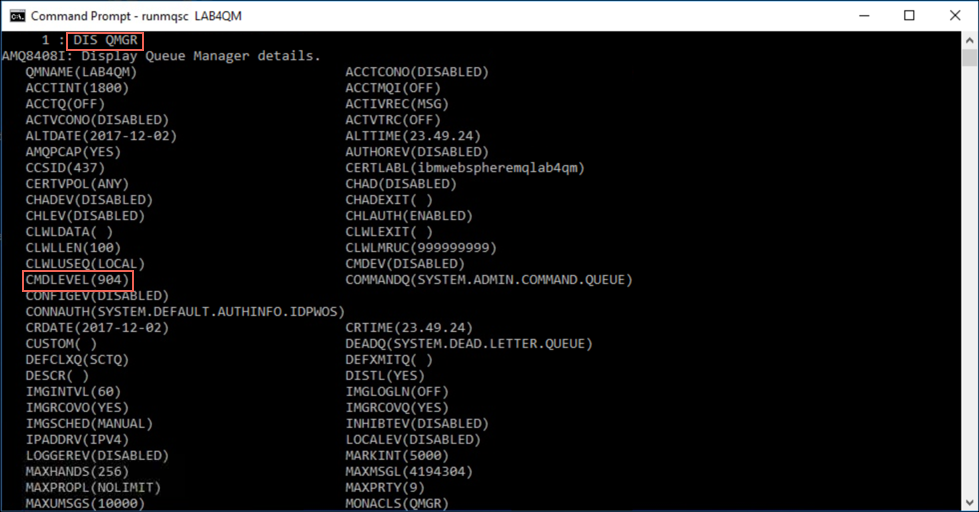 Command Prompt - runmqsc LAB4QM
1 : DIS QMGR
AMQ8408I: Display Queue Manager details.
QMNAME(LAB4QM) ACCTCONO(DISABLED)
ACCTINT(1800) ACCTMQI(OFF)
ACCTQ(OFF) ACTIVREC(MSG)
ACTVCONO(DISABLED) ACTVTRC(OFF)
ALTDATE(2017-12-02) ALTTIME(23.49.24)
AMQPCAP(YES) AUTHOREV(DISABLED)
CCSID(437) CERTLABL(ibmwebspheremqlab4qm)
CERTVPOL(ANY) CHAD(DISABLED)
CHADEV(DISABLED) CHADEXIT( )
CHLEV(DISABLED) CHLAUTH(ENABLED)
CLWLDATA( ) CLWLEXIT( )
CLWLLEN(100) CLWLMRUC(999999999)
CLWLUSEQ(LOCAL) CMDEV(DISABLED)
CMDLEVEL(904) COMMANDQ(SYSTEM.ADMIN.COMMAND.QUEUE)
CONFIGEV(DISABLED)
CONNAUTH(SYSTEM.DEFAULT.AUTHINFO.IDPWOS)
CRDATE(2017-12-02) CRTIME(23.49.24)
CUSTOM( ) DEADQ(SYSTEM.DEAD.LETTER.QUEUE)
DEFCLXQ(SCTQ) DEFXMITQ( )
DESCR( ) DISTL(YES)
IMGINTVL(60) IMGLOGLN(OFF)
IMGRCOVO(YES) IMGRCOVQ(YES)
IMGSCHED(MANUAL) INHIBTEV(DISABLED)
IPADDRV(IPV4) LOCALEV(DISABLED)
LOGGEREV(DISABLED) MARKINT(5000)
MAXHANDS(256) MAXMSGL(4194304)
MAXPROPL(NOLIMIT) MAXPRTY(9)
MAXUMSGS(10000) MONACLS(QMGR)